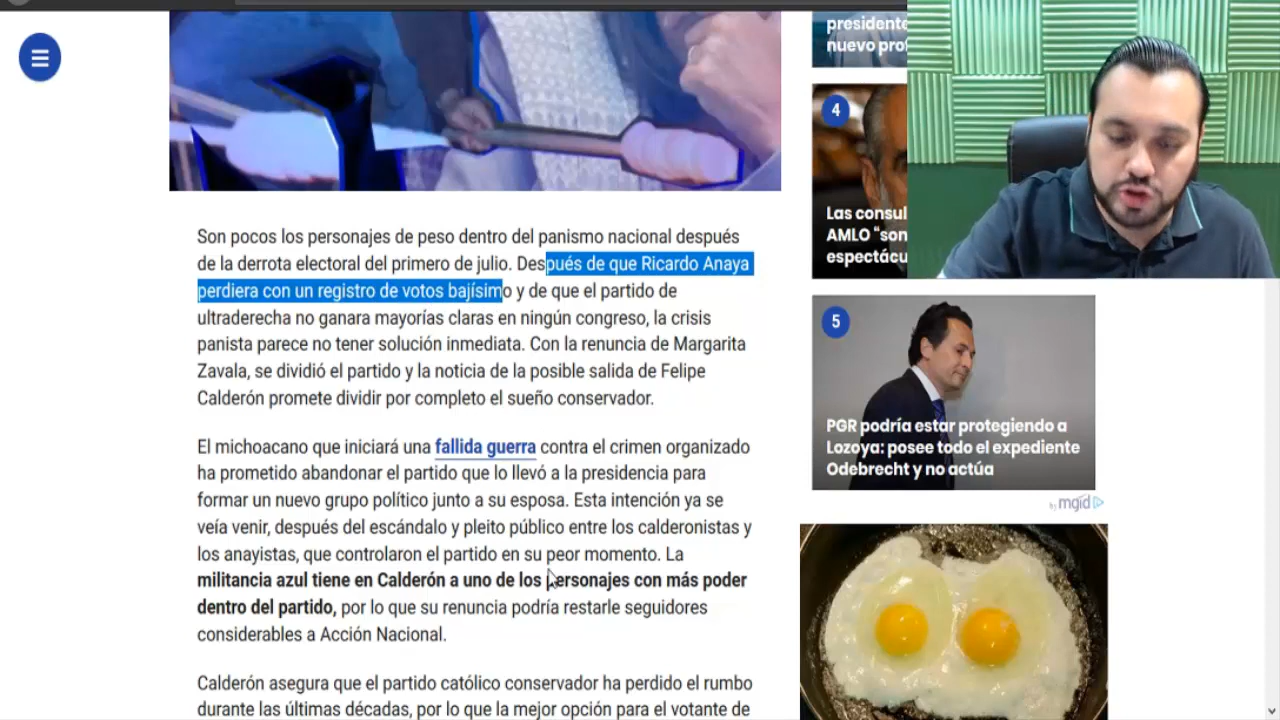 Son pocos los personajes de peso dentro del panismo nacional después
de la derrota electoral del primero de julio. Después de que Ricardo Anaya
perdiera con un registro de votos bajísimo y de que el partido de
ultraderecha no ganara mayorías claras en ningún congreso, la crisis
panista parece no tener solución inmediata. Con la renuncia de Margarita
Zavala, se dividió el partido y la noticia de la posible salida de Felipe
Calderón promete dividir por completo el sueño conservador.
El michoacano que iniciará una fallida guerra contra el crimen organizado
ha prometido abandonar el partido que lo llevó a la presidencia para
formar un nuevo grupo político junto a su esposa. Esta intención ya se
veía venir, después del escándalo y pleito público entre los calderonistas y
los anayistas, que controlaron el partido en su peor momento. La
militancia azul tiene en Calderón a uno de los personajes con más poder
dentro del partido, por lo que su renuncia podría restarle seguidores
considerables a Acción Nacional.
Calderón asegura que el partido católico conservador ha perdido el rumbo
durante las últimas décadas, por lo que la mejor opción para el votante de
presidente
nuevo
4
Las
AMLO “son
5
PGR podría estar protegiendo a
Lozoya: posee todo el expediente
Odebrecht y no actúa
by mgid